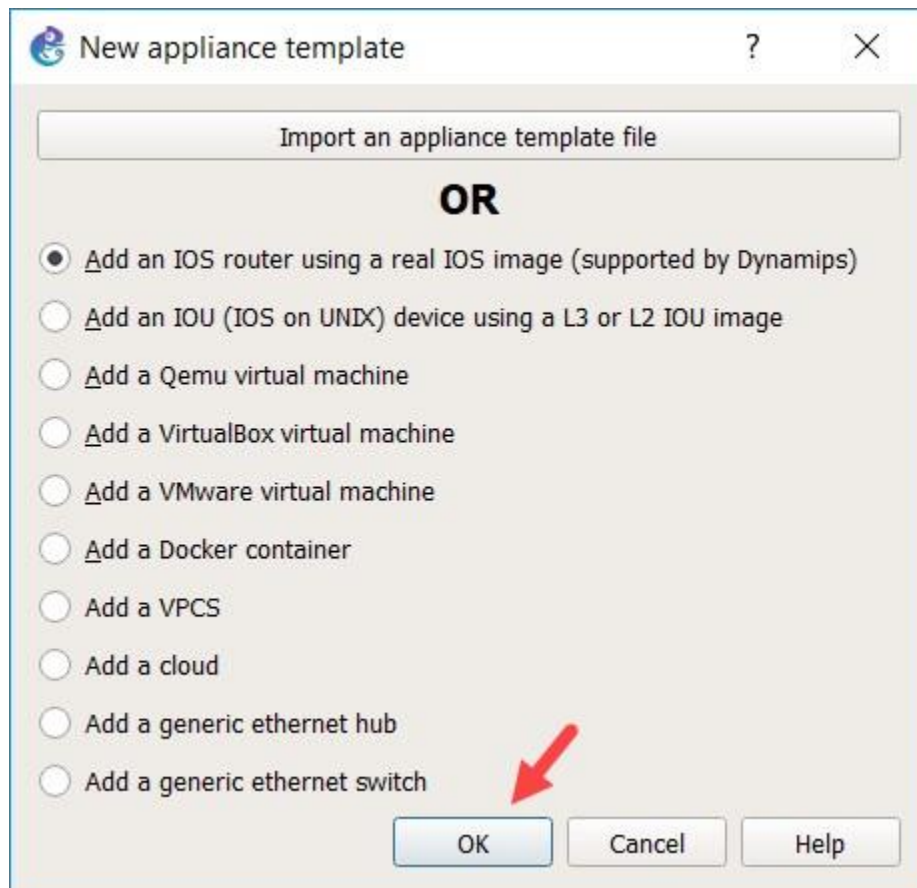 New appliance template
Import an appliance template file
OR
Add an IOS router using a real IOS image (supported by Dynamips)
Add an IOU (IOS on UNIX) device using a L3 or L2 IOU image
Add a Qemu virtual machine
Add a VirtualBox virtual machine
Add a VMware virtual machine
Add a Docker container
Add a VPCS
Add a cloud
Add a generic ethernet hub
Add a generic ethernet switch
OK Cancel Help